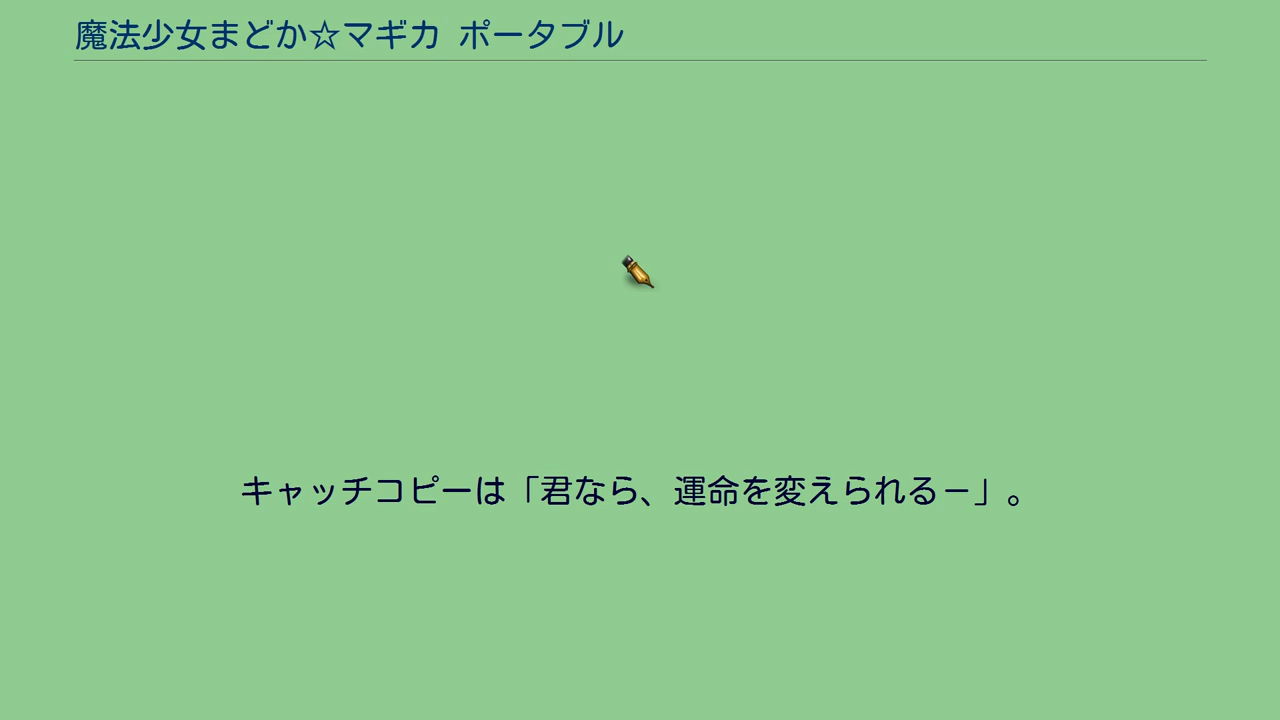 魔法少女まどか☆マギカ ポータブル
キャッチコピーは「君なら、運命を変えられる－」。